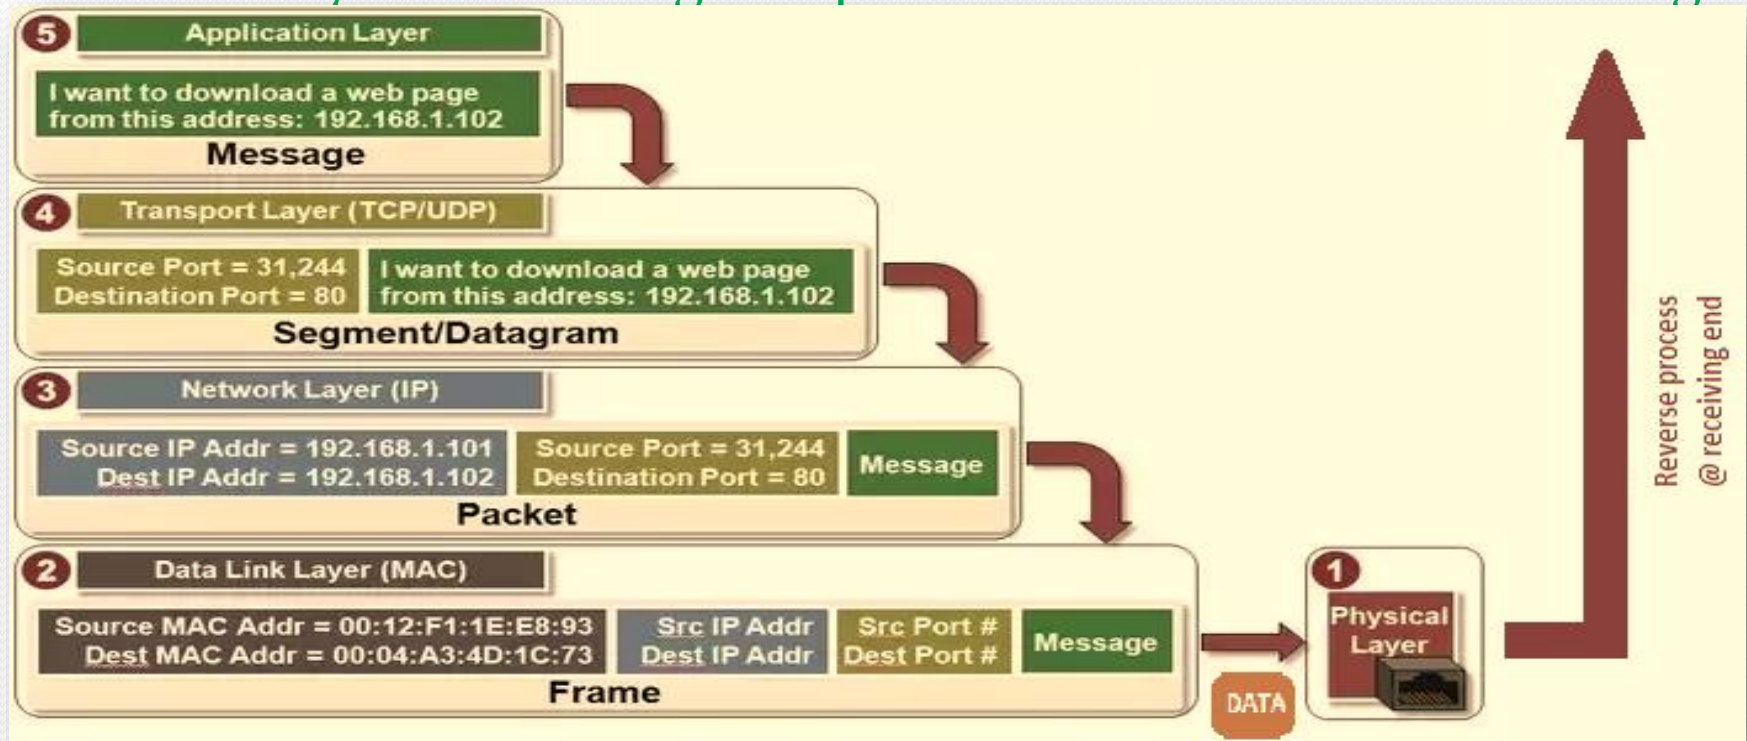 5 Application Layer
I want to download a web page
from this address: 192.168.1.102
Message
4 Transport Layer (TCP/UDP)
Source Port = 31,244
Destination Port = 80
I want to download a web page
from this address: 192.168.1.102
Segment/Datagram
3 Network Layer (IP)
Source IP Addr = 192.168.1.101
Dest IP Addr = 192.168.1.102
Source Port = 31,244
Destination Port = 80
Message
Packet
2 Data Link Layer (MAC)
Source MAC Addr = 00:12:F1:1E:E8:93
Dest MAC Addr = 00:04:A3:4D:1C:73
Src IP Addr
Dest IP Addr
Src Port #
Dest Port #
Message
Frame
DATA
1
Physical
Layer
Reverse process
@ receiving end